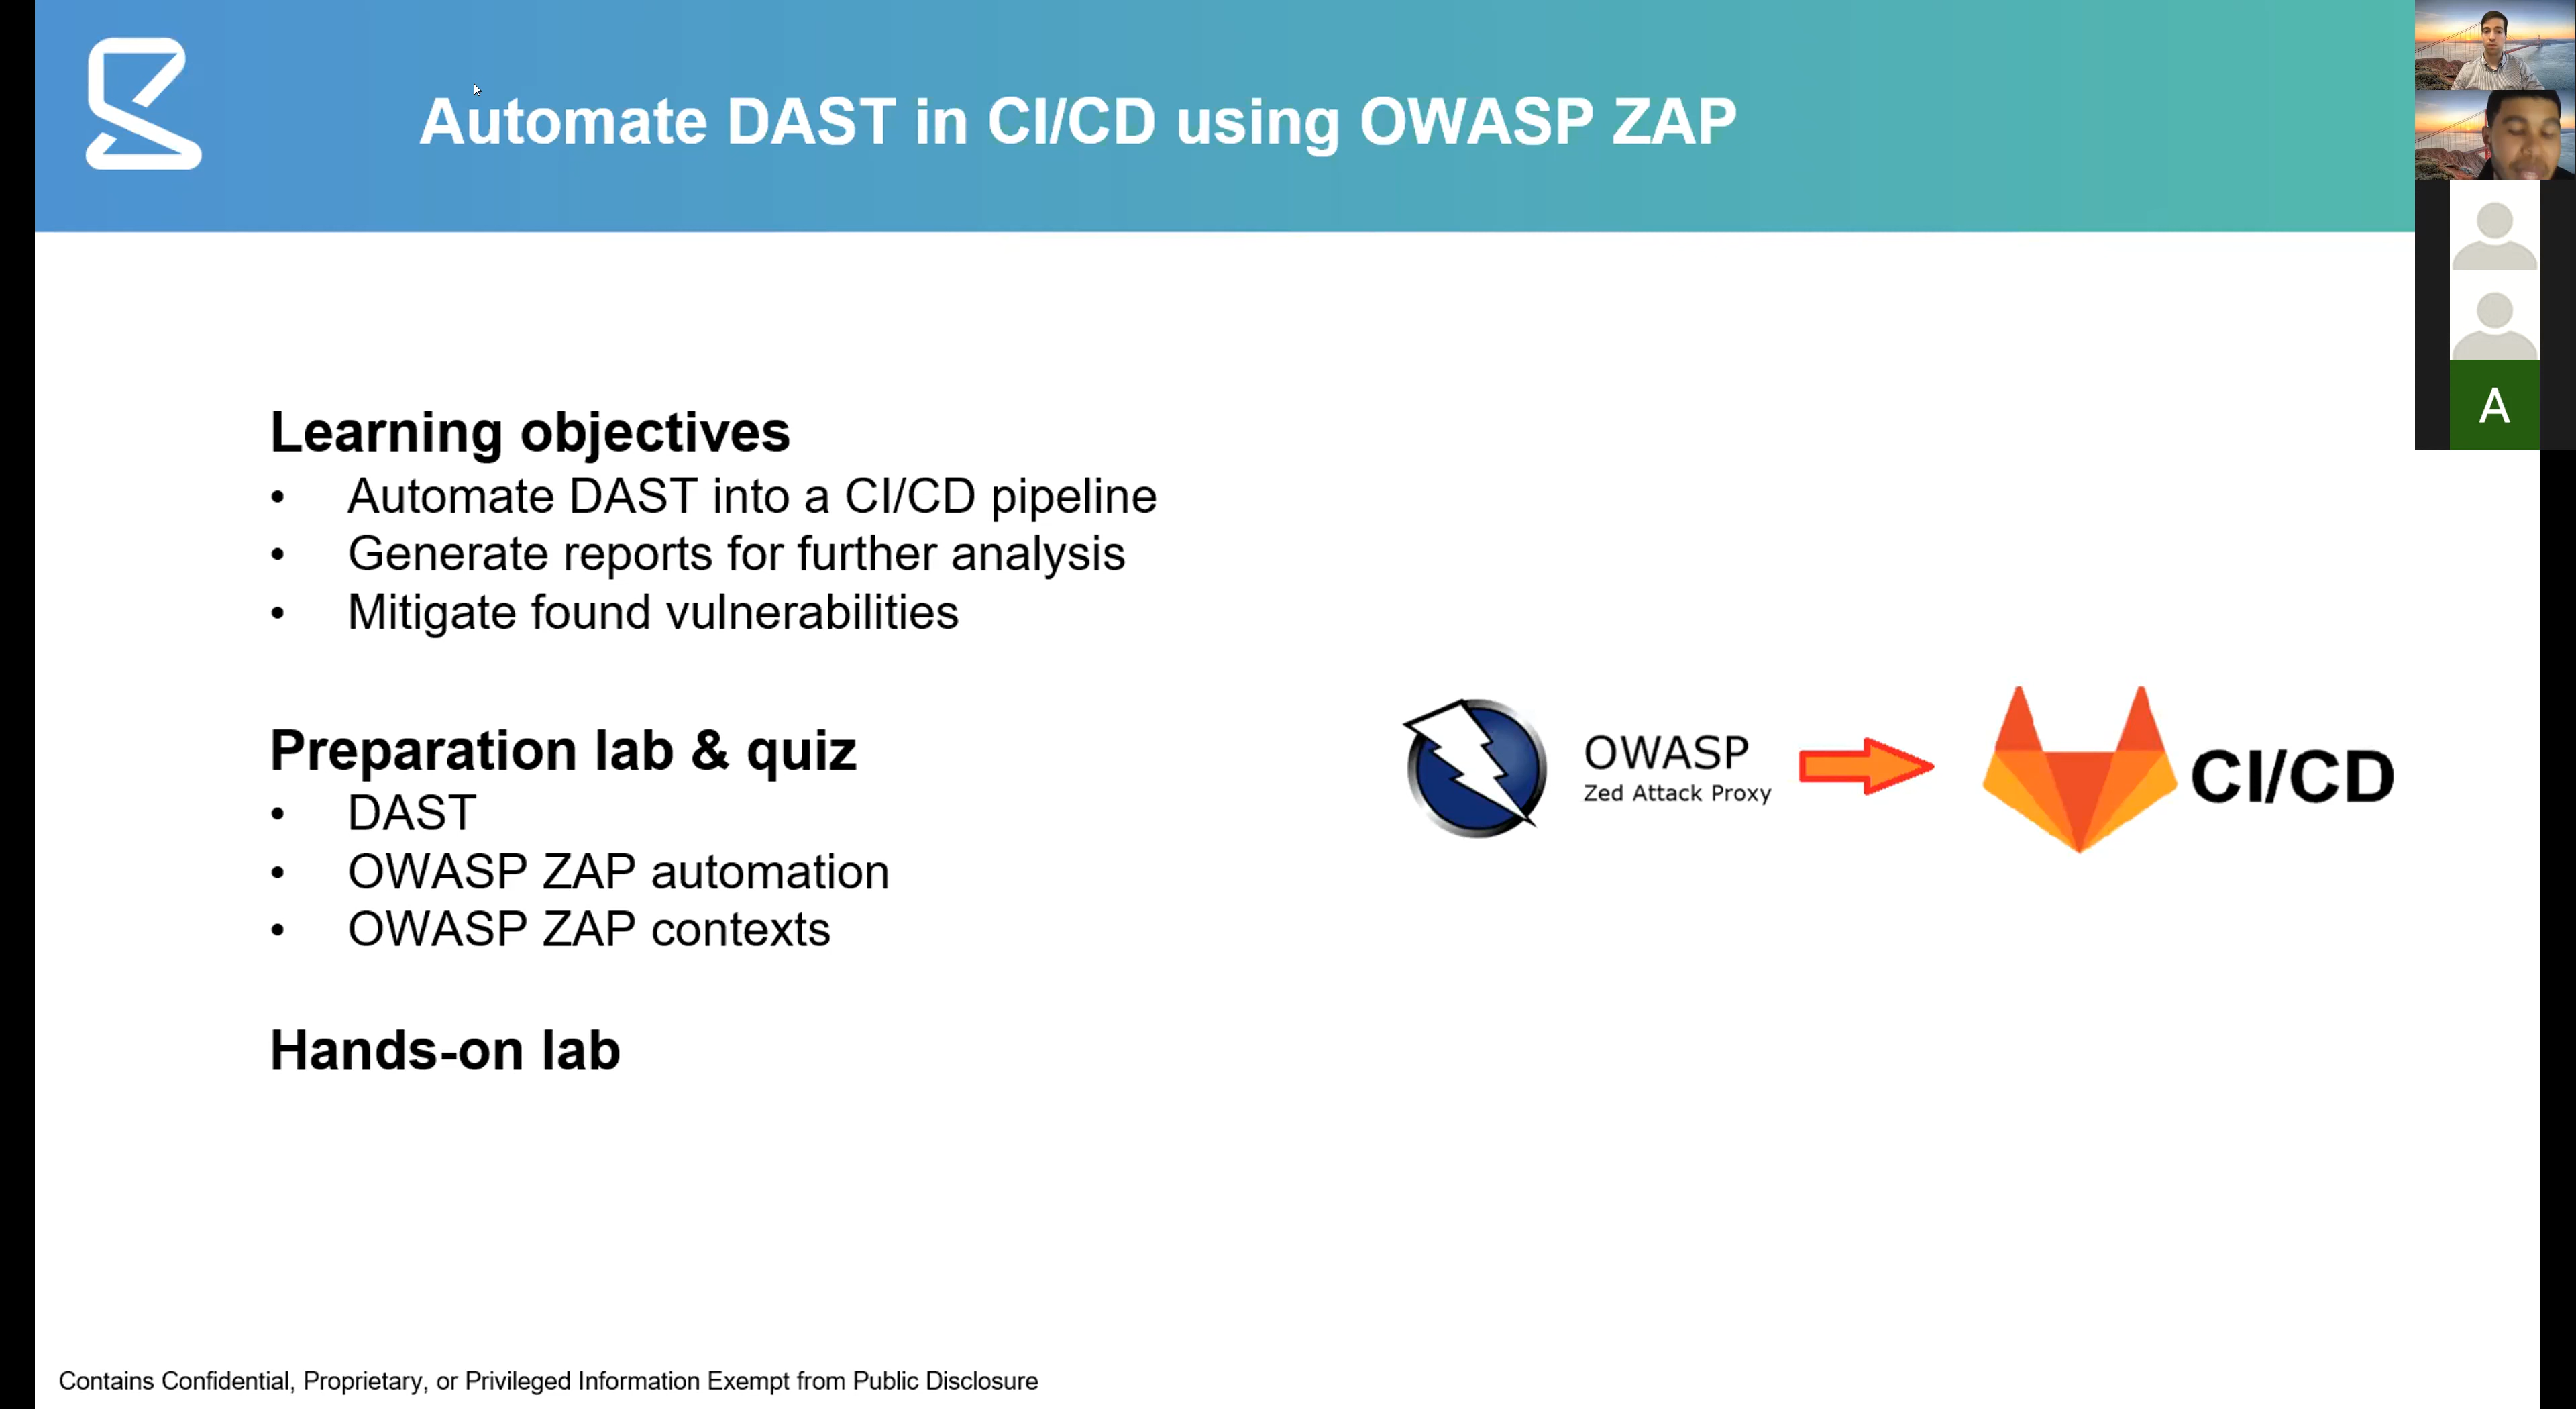 Automate DAST in CI/CD using OWASP ZAP
A
Learning objectives
• Automate DAST into a CI/CD pipeline
• Generate reports for further analysis
• Mitigate found vulnerabilities
Preparation lab & quiz
• DAST
• OWASP ZAP automation
• OWASP ZAP contexts
Hands-on lab
OWASP
Zed Attack Proxy
CI/CD
Contains Confidential, Proprietary, or Privileged Information Exempt from Public Disclosure